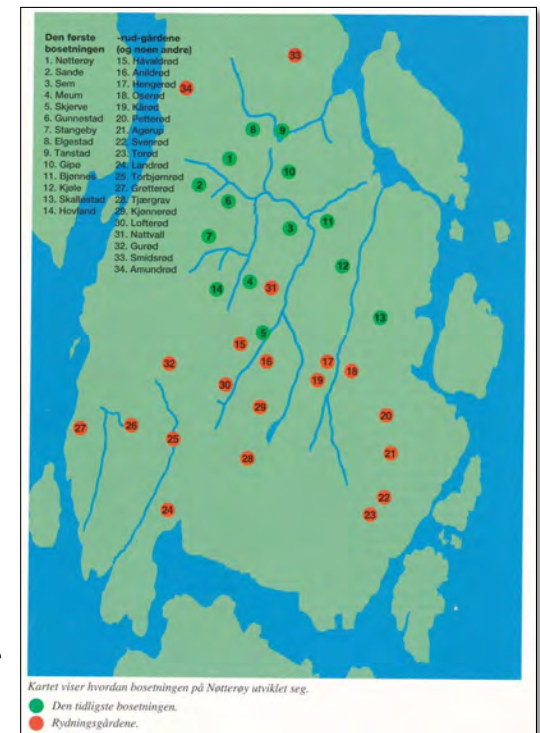 Den første bosetningen
1. Nøtterøy
2. Sande
3. Sem
4. Meum
5. Skjerve
6. Gunnestad
7. Stangeby
8. Elgestad
9. Tanstad
10. Gipø
11. Bjønnes
12. Kjøle
13. Skallestad
14. Hovland
-rud-gårdene
(og noen andre)
15. Håvaldrød
16. Anildrød
17. Hengerød
18. Oserød
19. Kårød
20. Petterød
21. Agerup
22. Svenrød
23. Torød
24. Landrød
25. Torbjørnrød
27. Grøtterød
28. Tjærgrav
29. Kjønnerød
30. Lofterød
31. Nattvall
32. Gurød
33. Smidsrød
34. Amundrød
33
34
8
9
1
10
2
6
11
3
7
12
4
14
31
13
5
15
16
17
32
18
19
30
29
20
27
26
25
21
28
22
24
23
Kartet viser hvordan bosetningen på Nøtterøy utviklet seg.
Den tidligste bosetningen.
Rydningsgårdene.